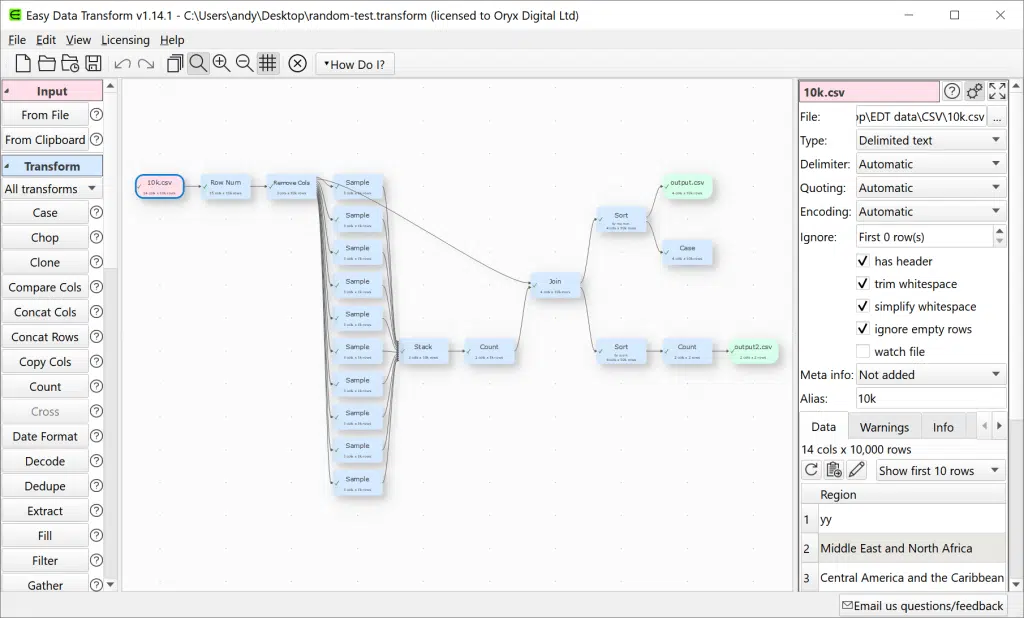 Easy Data Transform v1.14.1 - C:\Users\andy\Desktop\random-test.transform (licensed to Oryx Digital Ltd)
File Edit View Licensing Help
▾How Do I?
Input
From File
From Clipboard
Transform
All transforms
Case
Chop
Clone
Compare Cols
Concat Cols
Concat Rows
Copy Cols
Count
Cross
Date Format
Decode
Dedupe
Extract
Fill
Filter
Gather
10k.csv
Row Num
Remove Cols
Sample
Sample
Sample
Sample
Sample
Sample
Sample
Sample
Sample
Sample
Stack
Count
Join
Sort
output.csv
Case
Sort
Count
output2.csv
10k.csv
File: op\EDT data\CSV\10k.csv ...
Type: Delimited text
Delimiter: Automatic
Quoting: Automatic
Encoding: Automatic
Ignore: First 0 row(s)
has header
trim whitespace
simplify whitespace
ignore empty rows
watch file
Meta info: Not added
Alias: 10k
Data Warnings Info
14 cols x 10,000 rows
Show first 10 rows
Region
1 yy
2 Middle East and North Africa
3 Central America and the Caribbean
Email us questions/feedback